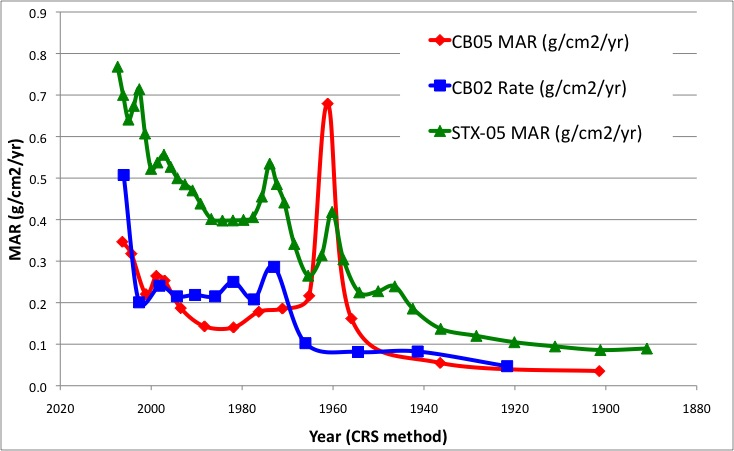 0.9
0.8
0.7
0.6
0.5
0.4
0.3
0.2
0.1
0.0
MAR (g/cm2/yr)
CB05 MAR (g/cm2/yr)
CB02 Rate (g/cm2/yr)
STX-05 MAR (g/cm2/yr)
2020 2000 1980 1960 1940 1920 1900 1880
Year (CRS method)